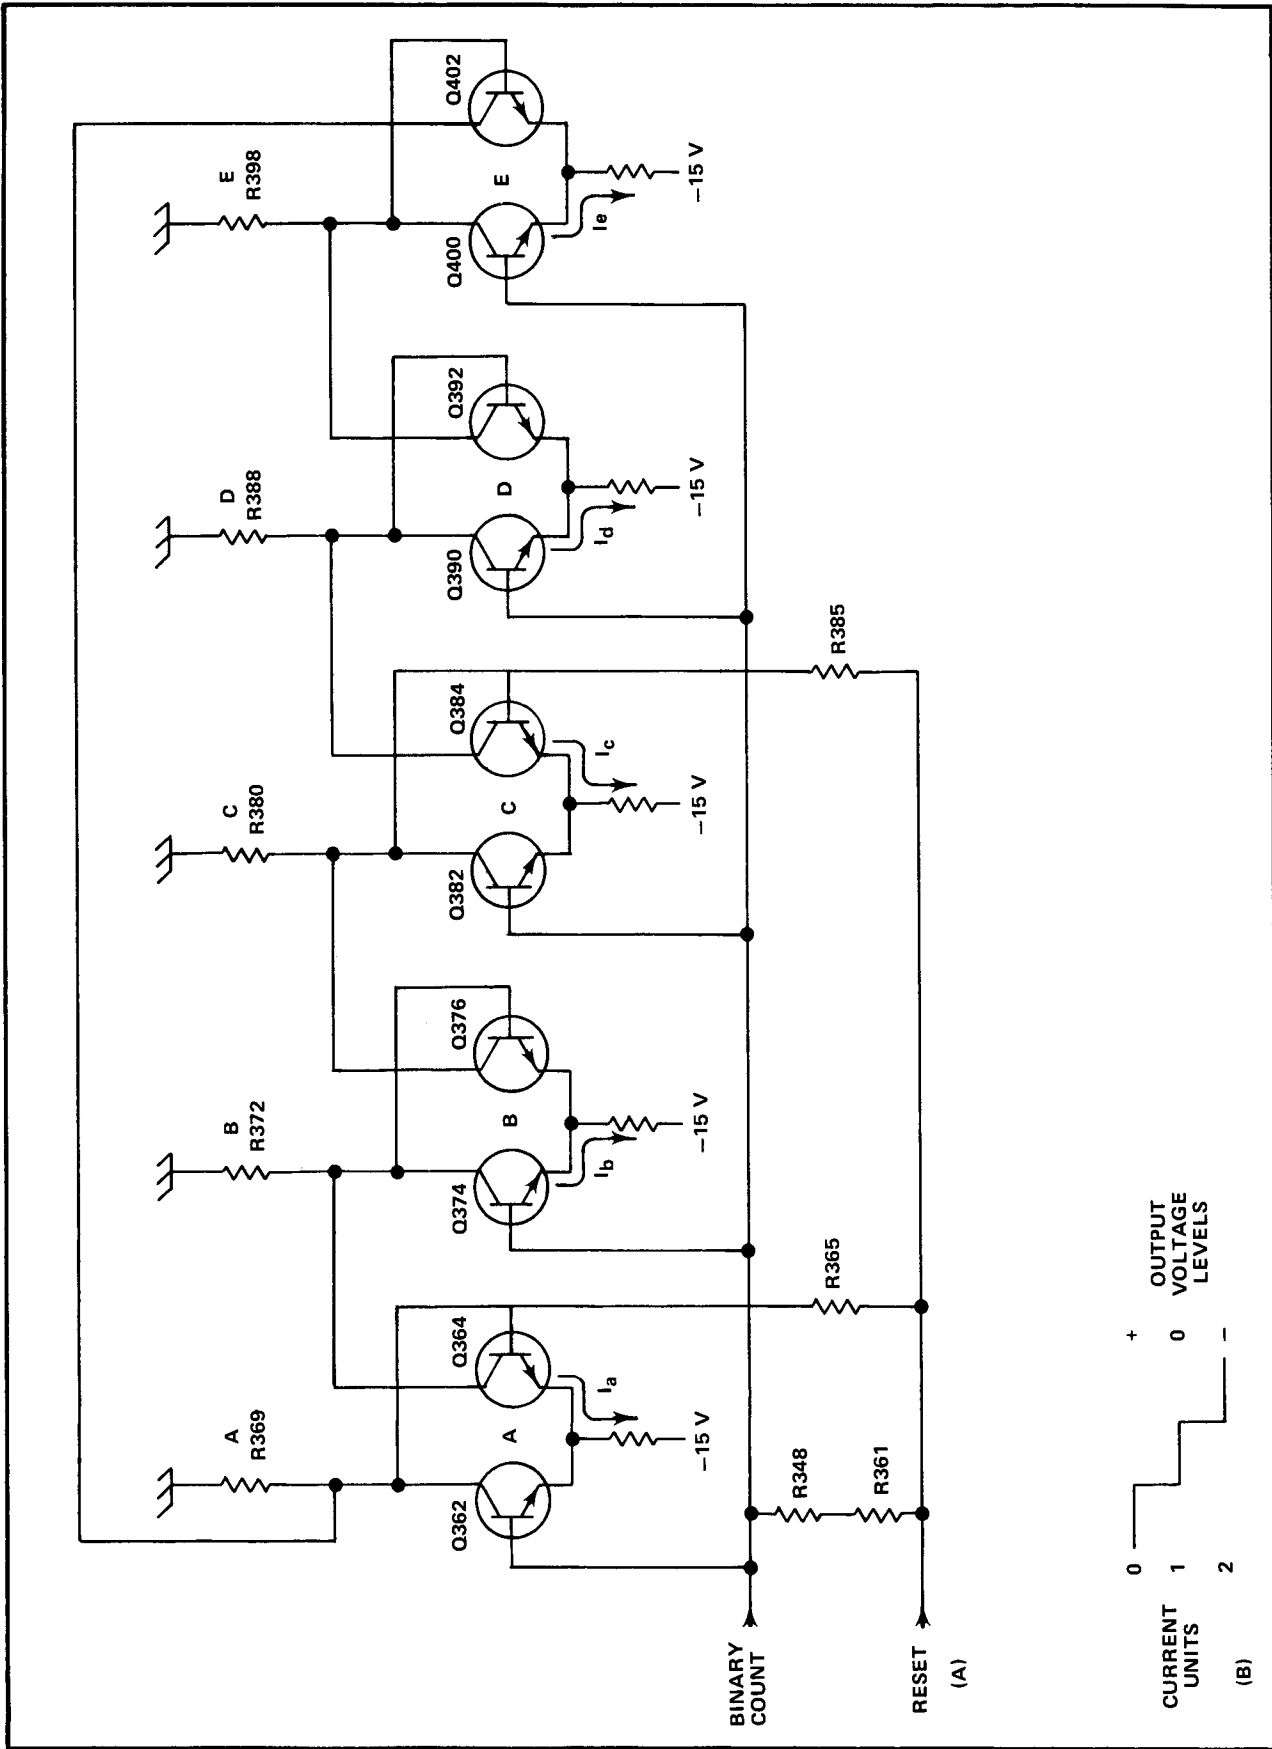 A
R369
B
R372
C
R380
D
R388
E
R398
Q362
A
Q364
Q374
B
Q376
Q382
C
Q384
Q390
D
Q392
Q400
E
Q402
Ia
Ib
Ic
Id
Ie
−15 V
−15 V
−15 V
−15 V
−15 V
BINARY
COUNT
R348
R361
R365
R385
RESET
(A)
CURRENT
UNITS
0
1
2
+
0
−
OUTPUT
VOLTAGE
LEVELS
(B)